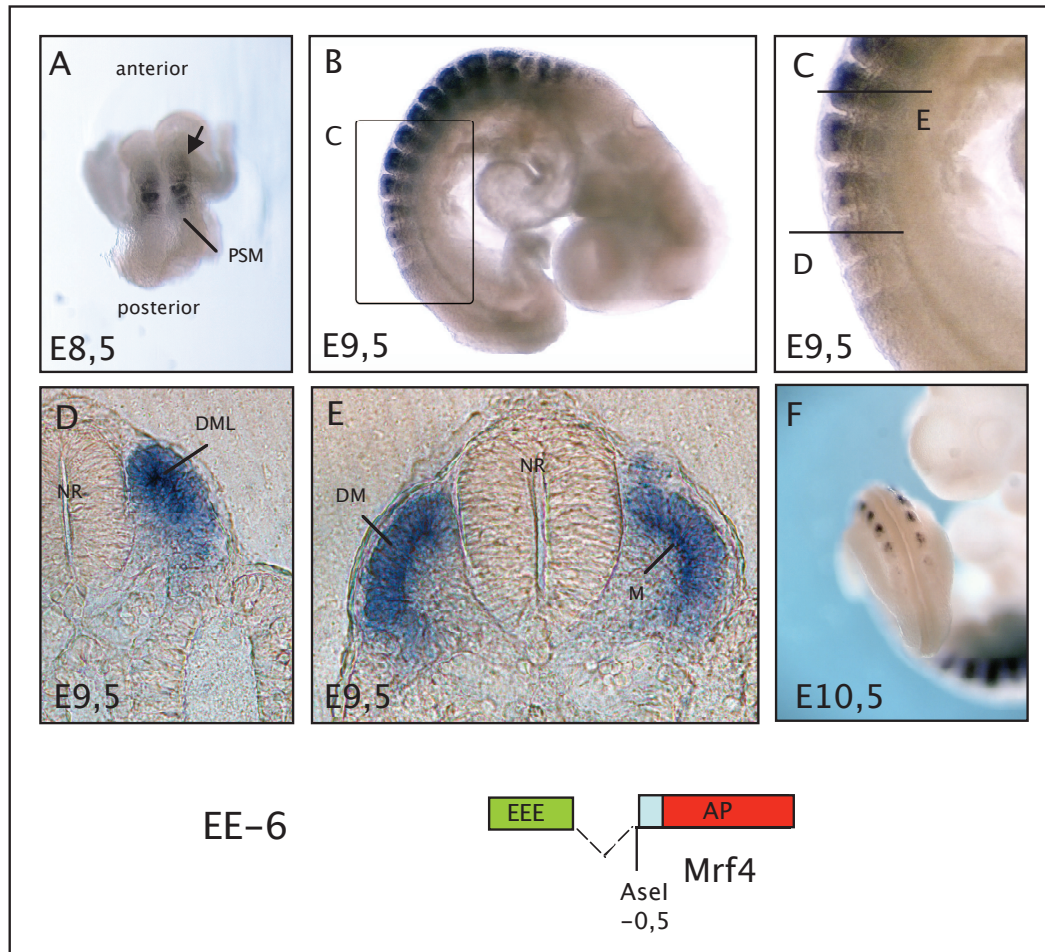 A
anterior
PSM
posterior
E8,5
B
C
E9,5
C
E
D
E9,5
D
DML
NR
E9,5
E
NR
DM
M
E9,5
F
E10,5
EE-6
EEE
AP
Mrf4
AseI
-0,5